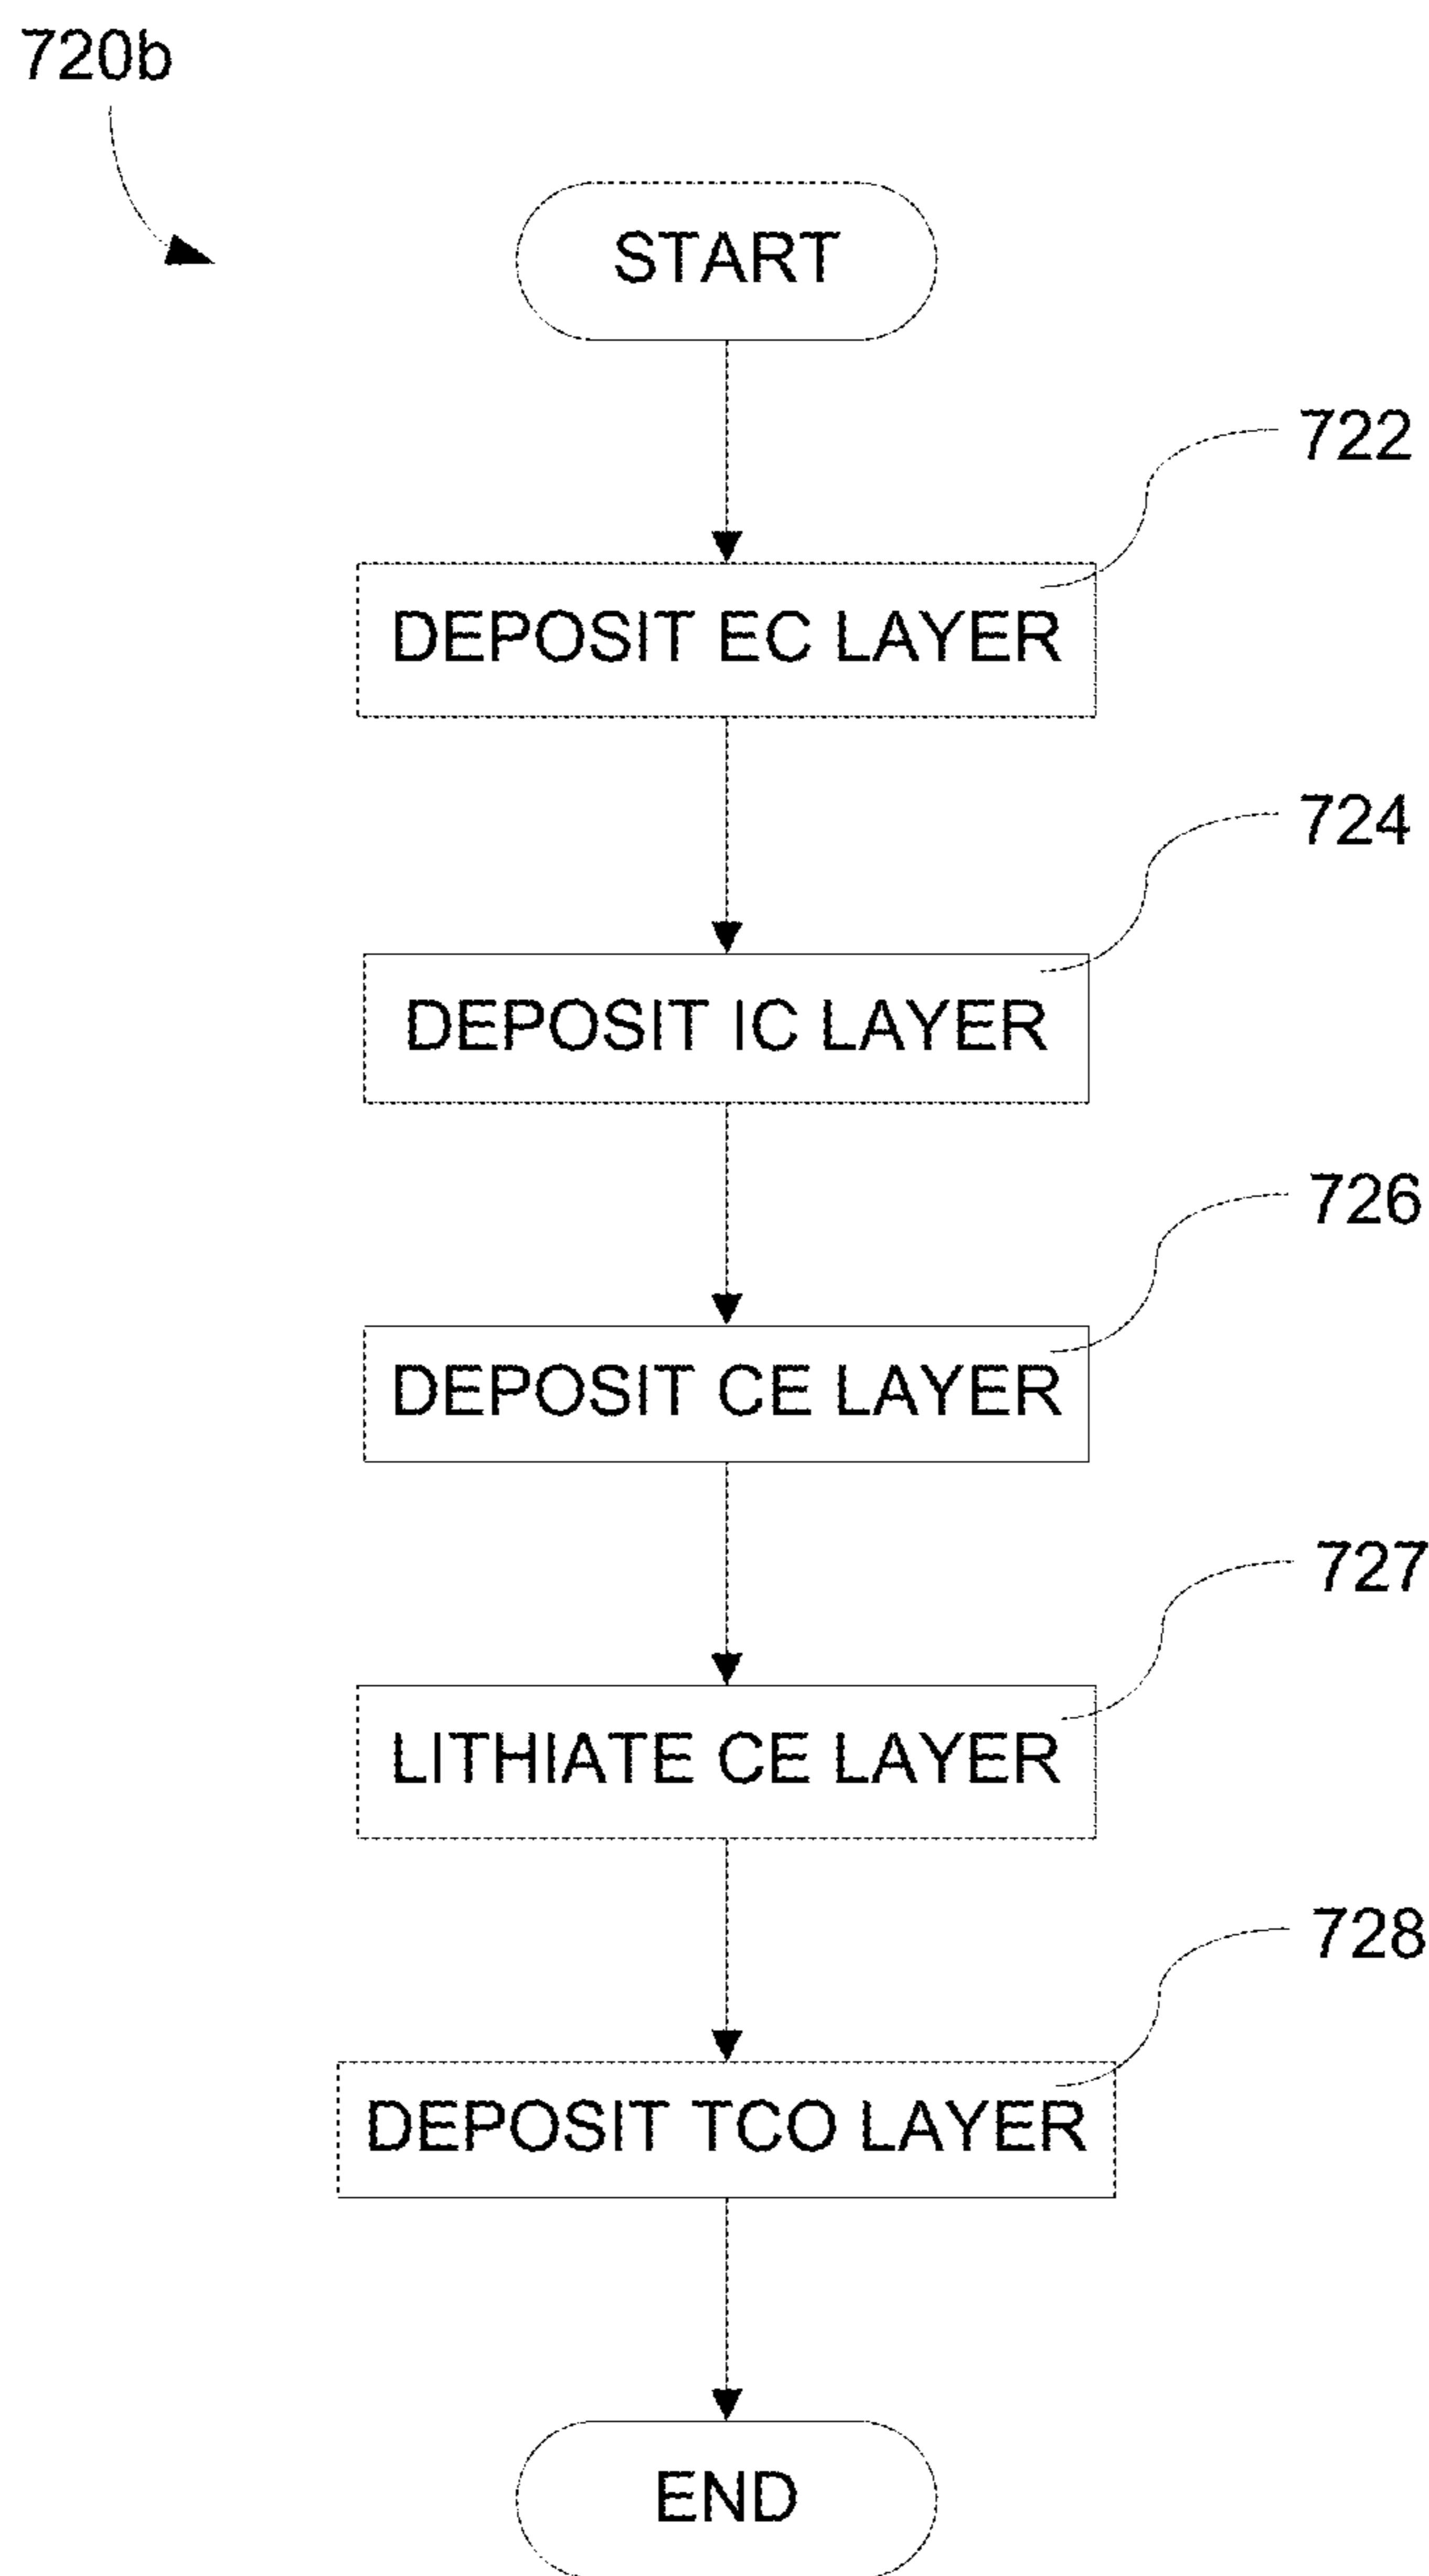 720b
START
722
DEPOSIT EC LAYER
724
DEPOSIT IC LAYER
726
DEPOSIT CE LAYER
727
LITHIATE CE LAYER
728
DEPOSIT TCO LAYER
END